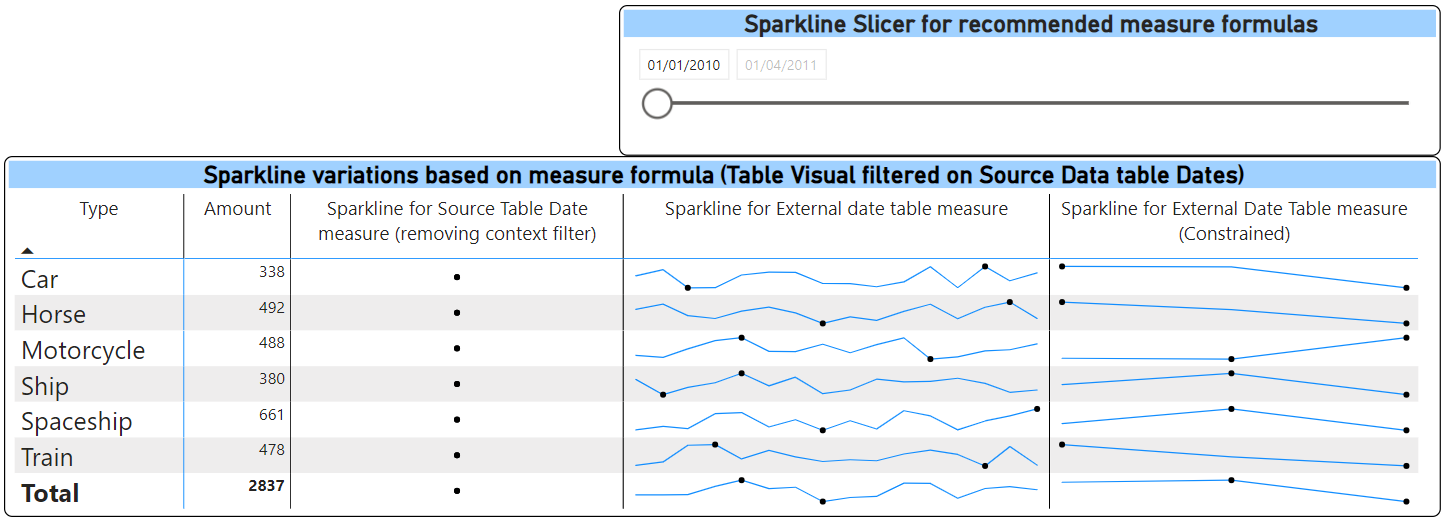 Sparkline Slicer for recommended measure formulas
01/01/2010 01/04/2011
Sparkline variations based on measure formula (Table Visual filtered on Source Data table Dates)
Type Amount Sparkline for Source Table Date Sparkline for External date table measure Sparkline for External Date Table measure
measure (removing context filter) (Constrained)
Car 338
Horse 492
Motorcycle 488
Ship 380
Spaceship 661
Train 478
Total 2837